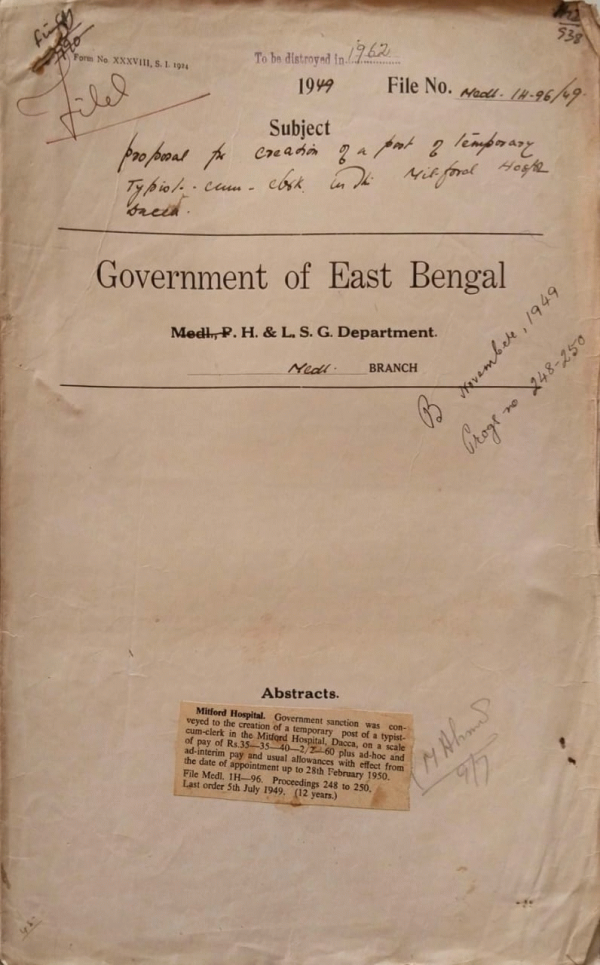 Form No. XXXVIII, S. I. 1924
To be distroyed in 1962
1949 File No. Medl. 1H-96/49.
Filed
Subject
Proposal for creation of a post of temporary
Typist-cum-clerk in the Mitford Hospl
Dacca.
Government of East Bengal
Medl., P. H. & L. S. G. Department.
Medl. BRANCH
B November, 1949
Progs no 248-250
Abstracts.
Mitford Hospital. Government sanction was con-
veyed to the creation of a temporary post of a typist-
cum-clerk in the Mitford Hospital, Dacca, on a scale
of pay of Rs.35—35—40—2/2—60 plus ad-hoc and
ad-interim pay and usual allowances with effect from
the date of appointment up to 28th February 1950.
File Medl. 1H—96. Proceedings 248 to 250.
Last order 5th July 1949. (12 years.)
9/7